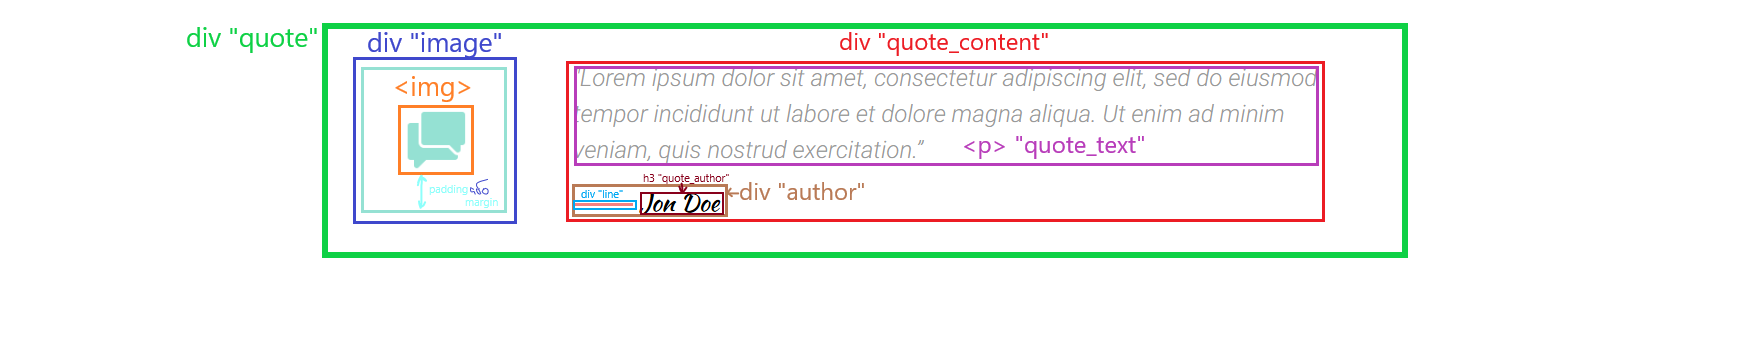 div "quote"
div "image"
div "quote_content"
<img>
"Lorem ipsum dolor sit amet, consectetur adipiscing elit, sed do eiusmod
tempor incididunt ut labore et dolore magna aliqua. Ut enim ad minim
veniam, quis nostrud exercitation.”
<p> "quote_text"
h3 "quote_author"
padding
margin
div "line"
Jon Doe
div "author"